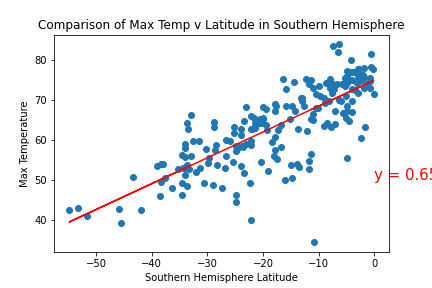 Comparison of Max Temp v Latitude in Southern Hemisphere
80
70
60
50
40
Max Temperature
y = 0.65
−50
−40
−30
−20
−10
0
Southern Hemisphere Latitude